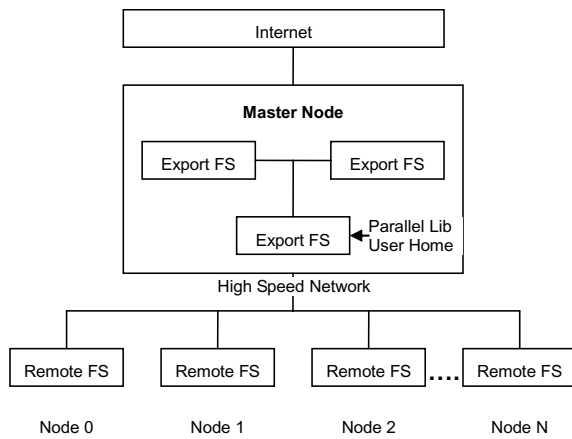 Internet
Master Node
Export FS
Export FS
Export FS
Parallel Lib
User Home
High Speed Network
Remote FS
Remote FS
Remote FS
....
Remote FS
Node 0
Node 1
Node 2
Node N